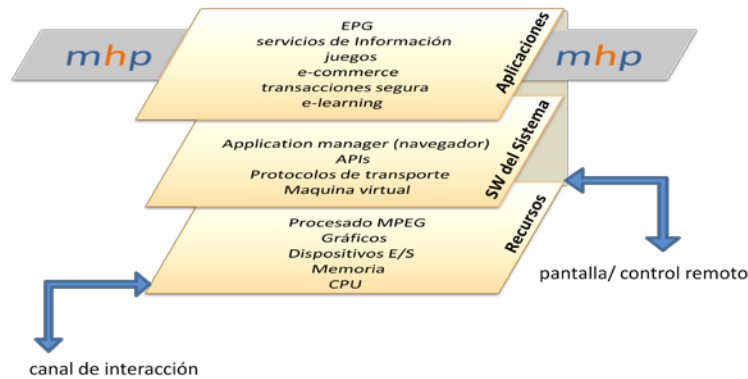 mhp
EPG
servicios de Información
juegos
e-commerce
transacciones segura
e-learning
Aplicaciones
mhp
Application manager (navegador)
APIs
Protocolos de transporte
Maquina virtual
SW del Sistema
Procesado MPEG
Gráficos
Dispositivos E/S
Memoria
CPU
Recursos
pantalla/ control remoto
canal de interacción